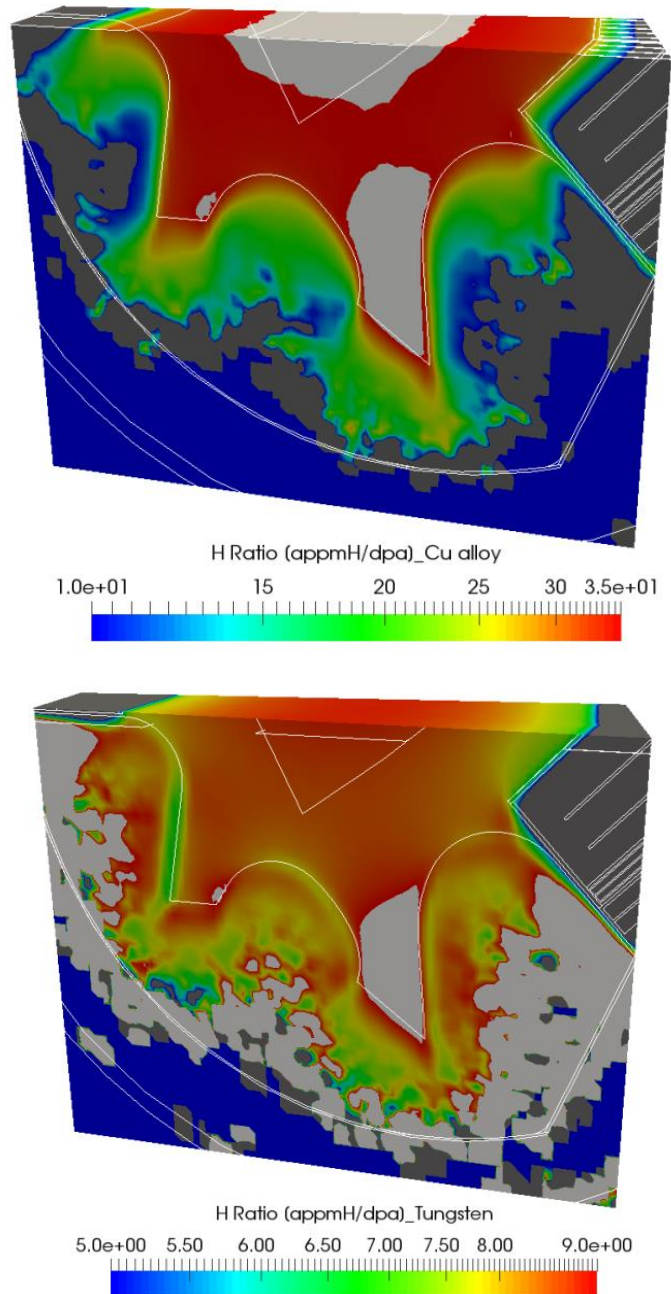 H Ratio (appmH/dpa)_Cu alloy
1.0e+01 15 20 25 30 3.5e+01
H Ratio (appmH/dpa)_Tungsten
5.0e+00 5.50 6.00 6.50 7.00 7.50 8.00 9.0e+00